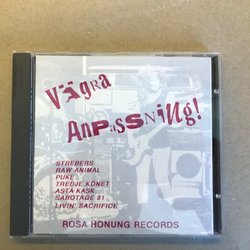 VägRa
AnPaSSNiNg!
STREBERS
RAW ANIMAL
PUKE
TREDJE KÖNET
ASTA KASK
SABOTAGE 81
LIVIN' SACRIFICE
ROSA HONUNG RECORDS